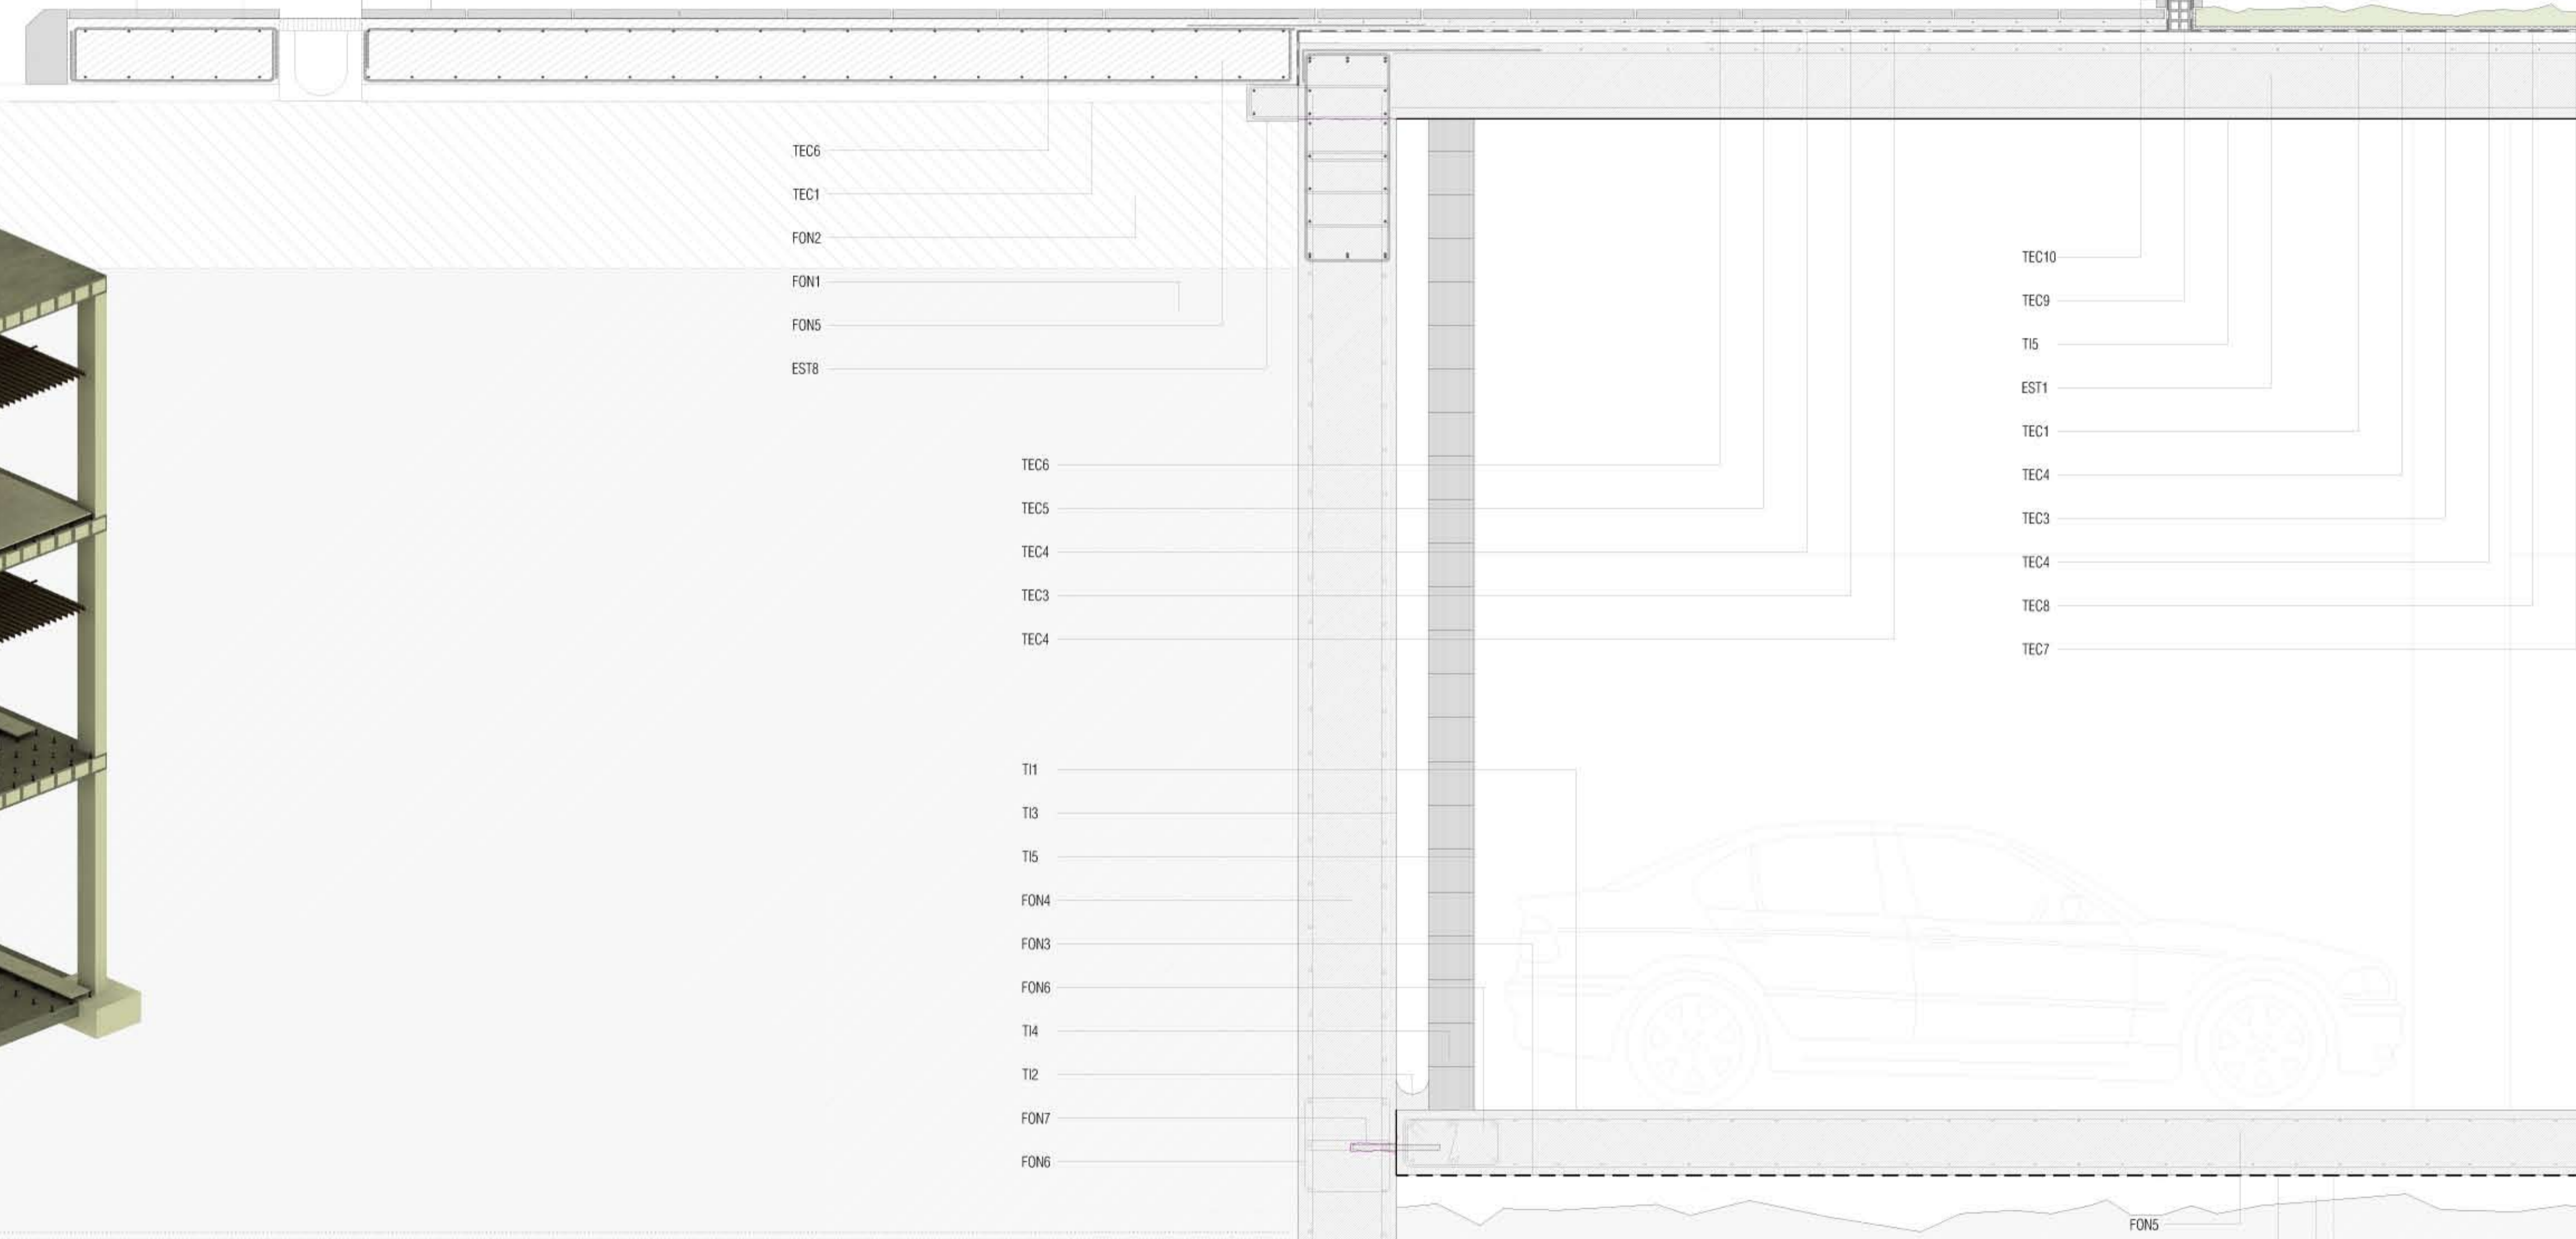 TEC6
TEC1
FON2
FON1
FON5
EST8
TEC6
TEC5
TEC4
TEC3
TEC4
TI1
TI3
TI5
FON4
FON3
FON6
TI4
TI2
FON7
FON6
TEC10
TEC9
TI5
EST1
TEC1
TEC4
TEC3
TEC4
TEC8
TEC7
FON5